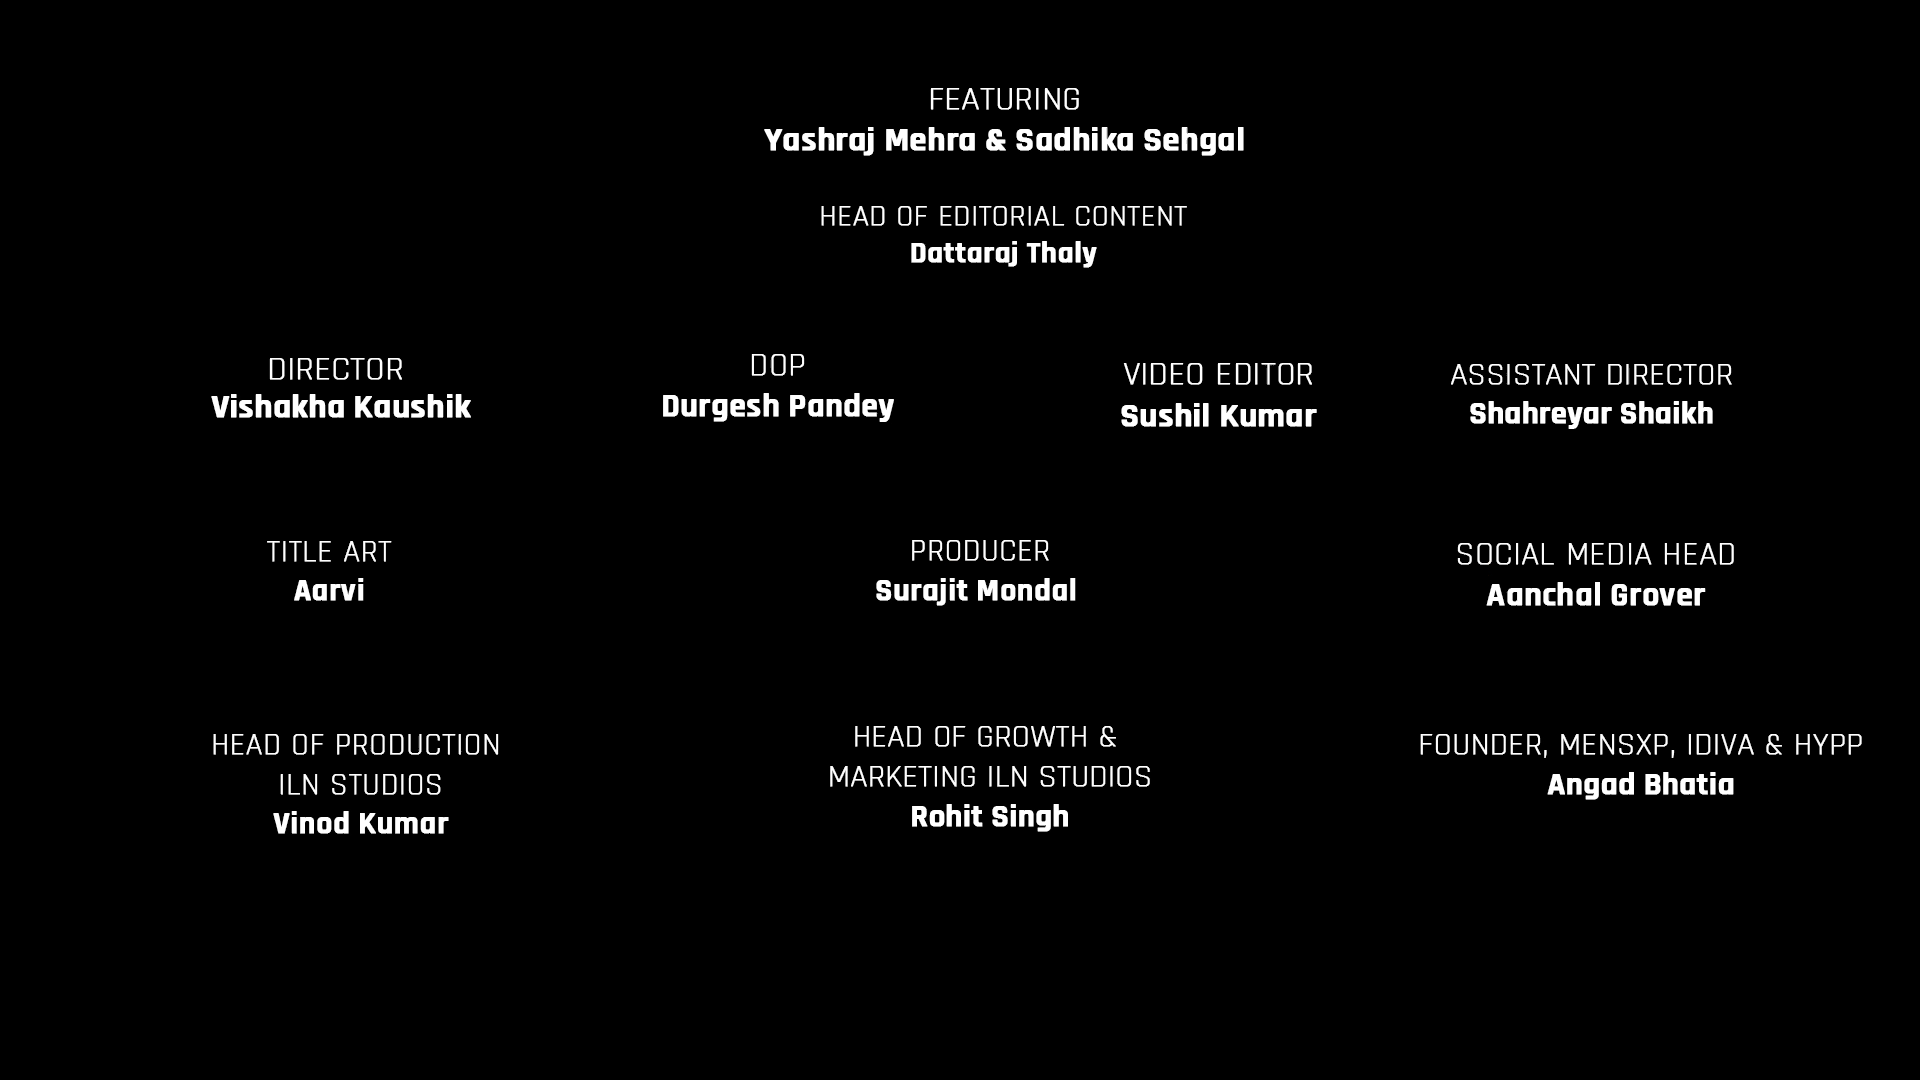 FEATURING
Yashraj Mehra & Sadhika Sehgal
HEAD OF EDITORIAL CONTENT
Dattaraj Thaly
DIRECTOR
Vishakha Kaushik
DOP
Durgesh Pandey
VIDEO EDITOR
Sushil Kumar
ASSISTANT DIRECTOR
Shahreyar Shaikh
TITLE ART
Aarvi
PRODUCER
Surajit Mondal
SOCIAL MEDIA HEAD
Aanchal Grover
HEAD OF PRODUCTION
ILN STUDIOS
Vinod Kumar
HEAD OF GROWTH &
MARKETING ILN STUDIOS
Rohit Singh
FOUNDER, MENSXP, IDIVA & HYPP
Angad Bhatia